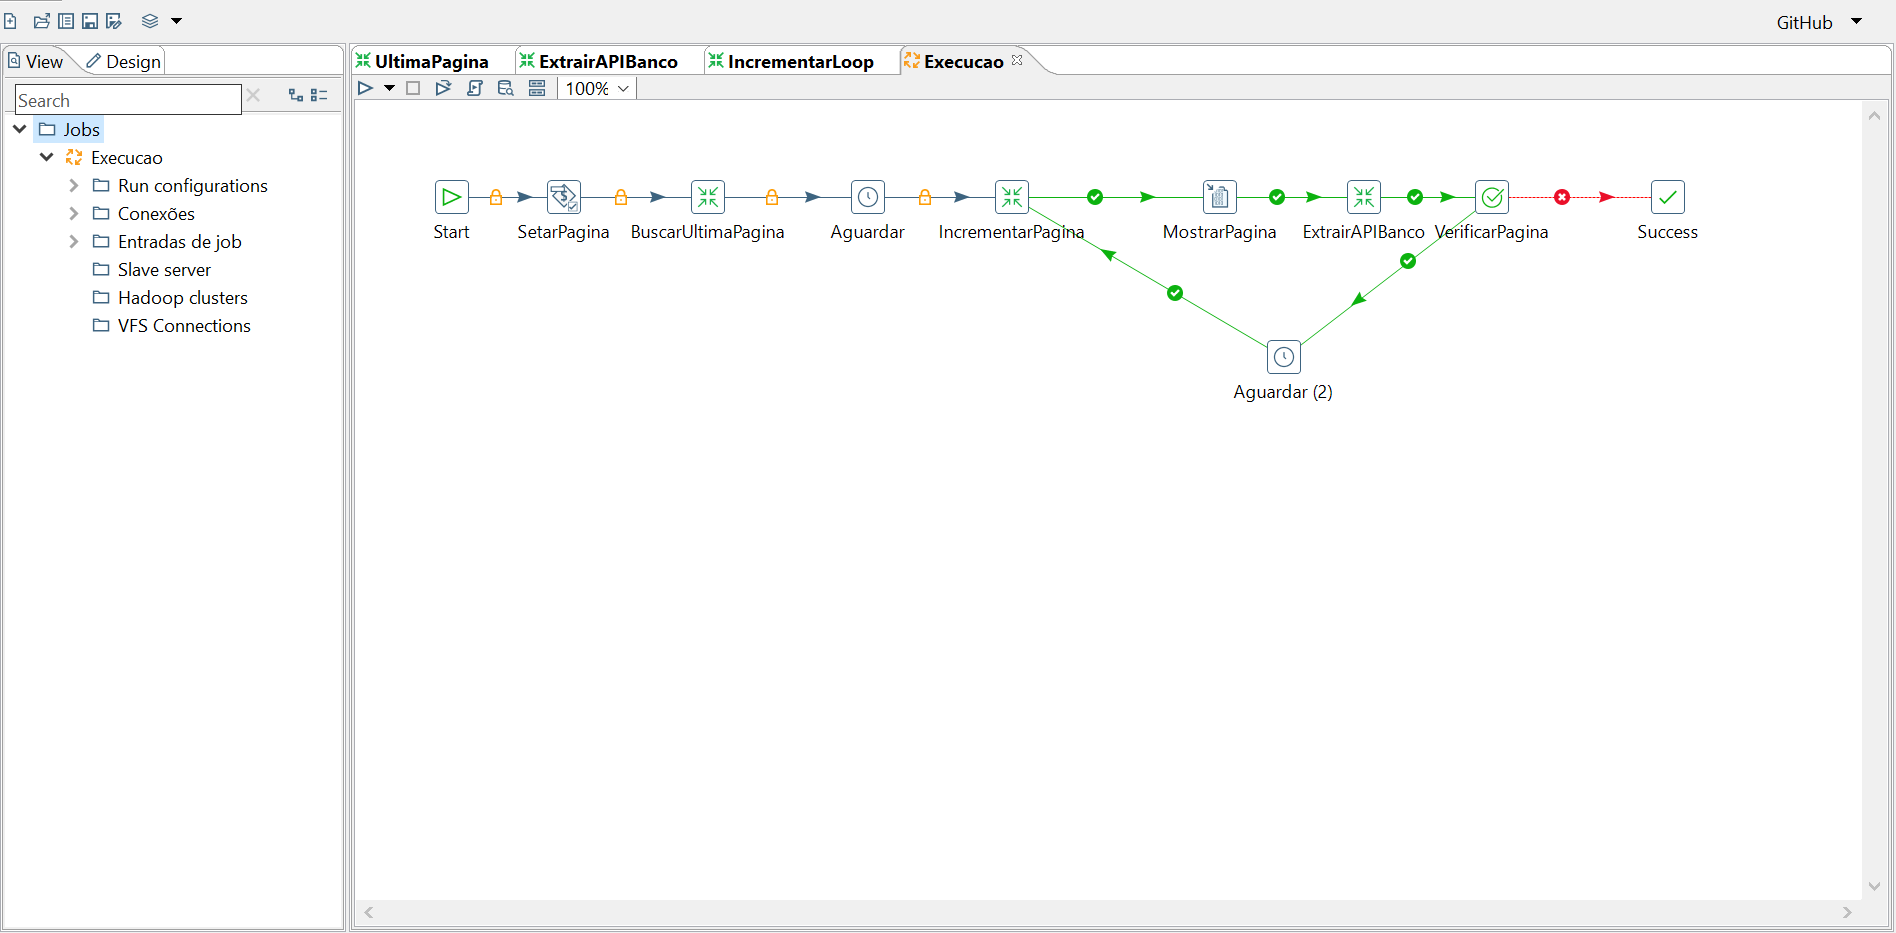 GitHub
View
Design
Search
Jobs
Execucao
Run configurations
Conexões
Entradas de job
Slave server
Hadoop clusters
VFS Connections
UltimaPagina
ExtrairAPIBanco
IncrementarLoop
Execucao
100%
Start
SetarPagina
BuscarUltimaPagina
Aguardar
IncrementarPagina
MostrarPagina
ExtrairAPIBanco
VerificarPagina
Success
Aguardar (2)